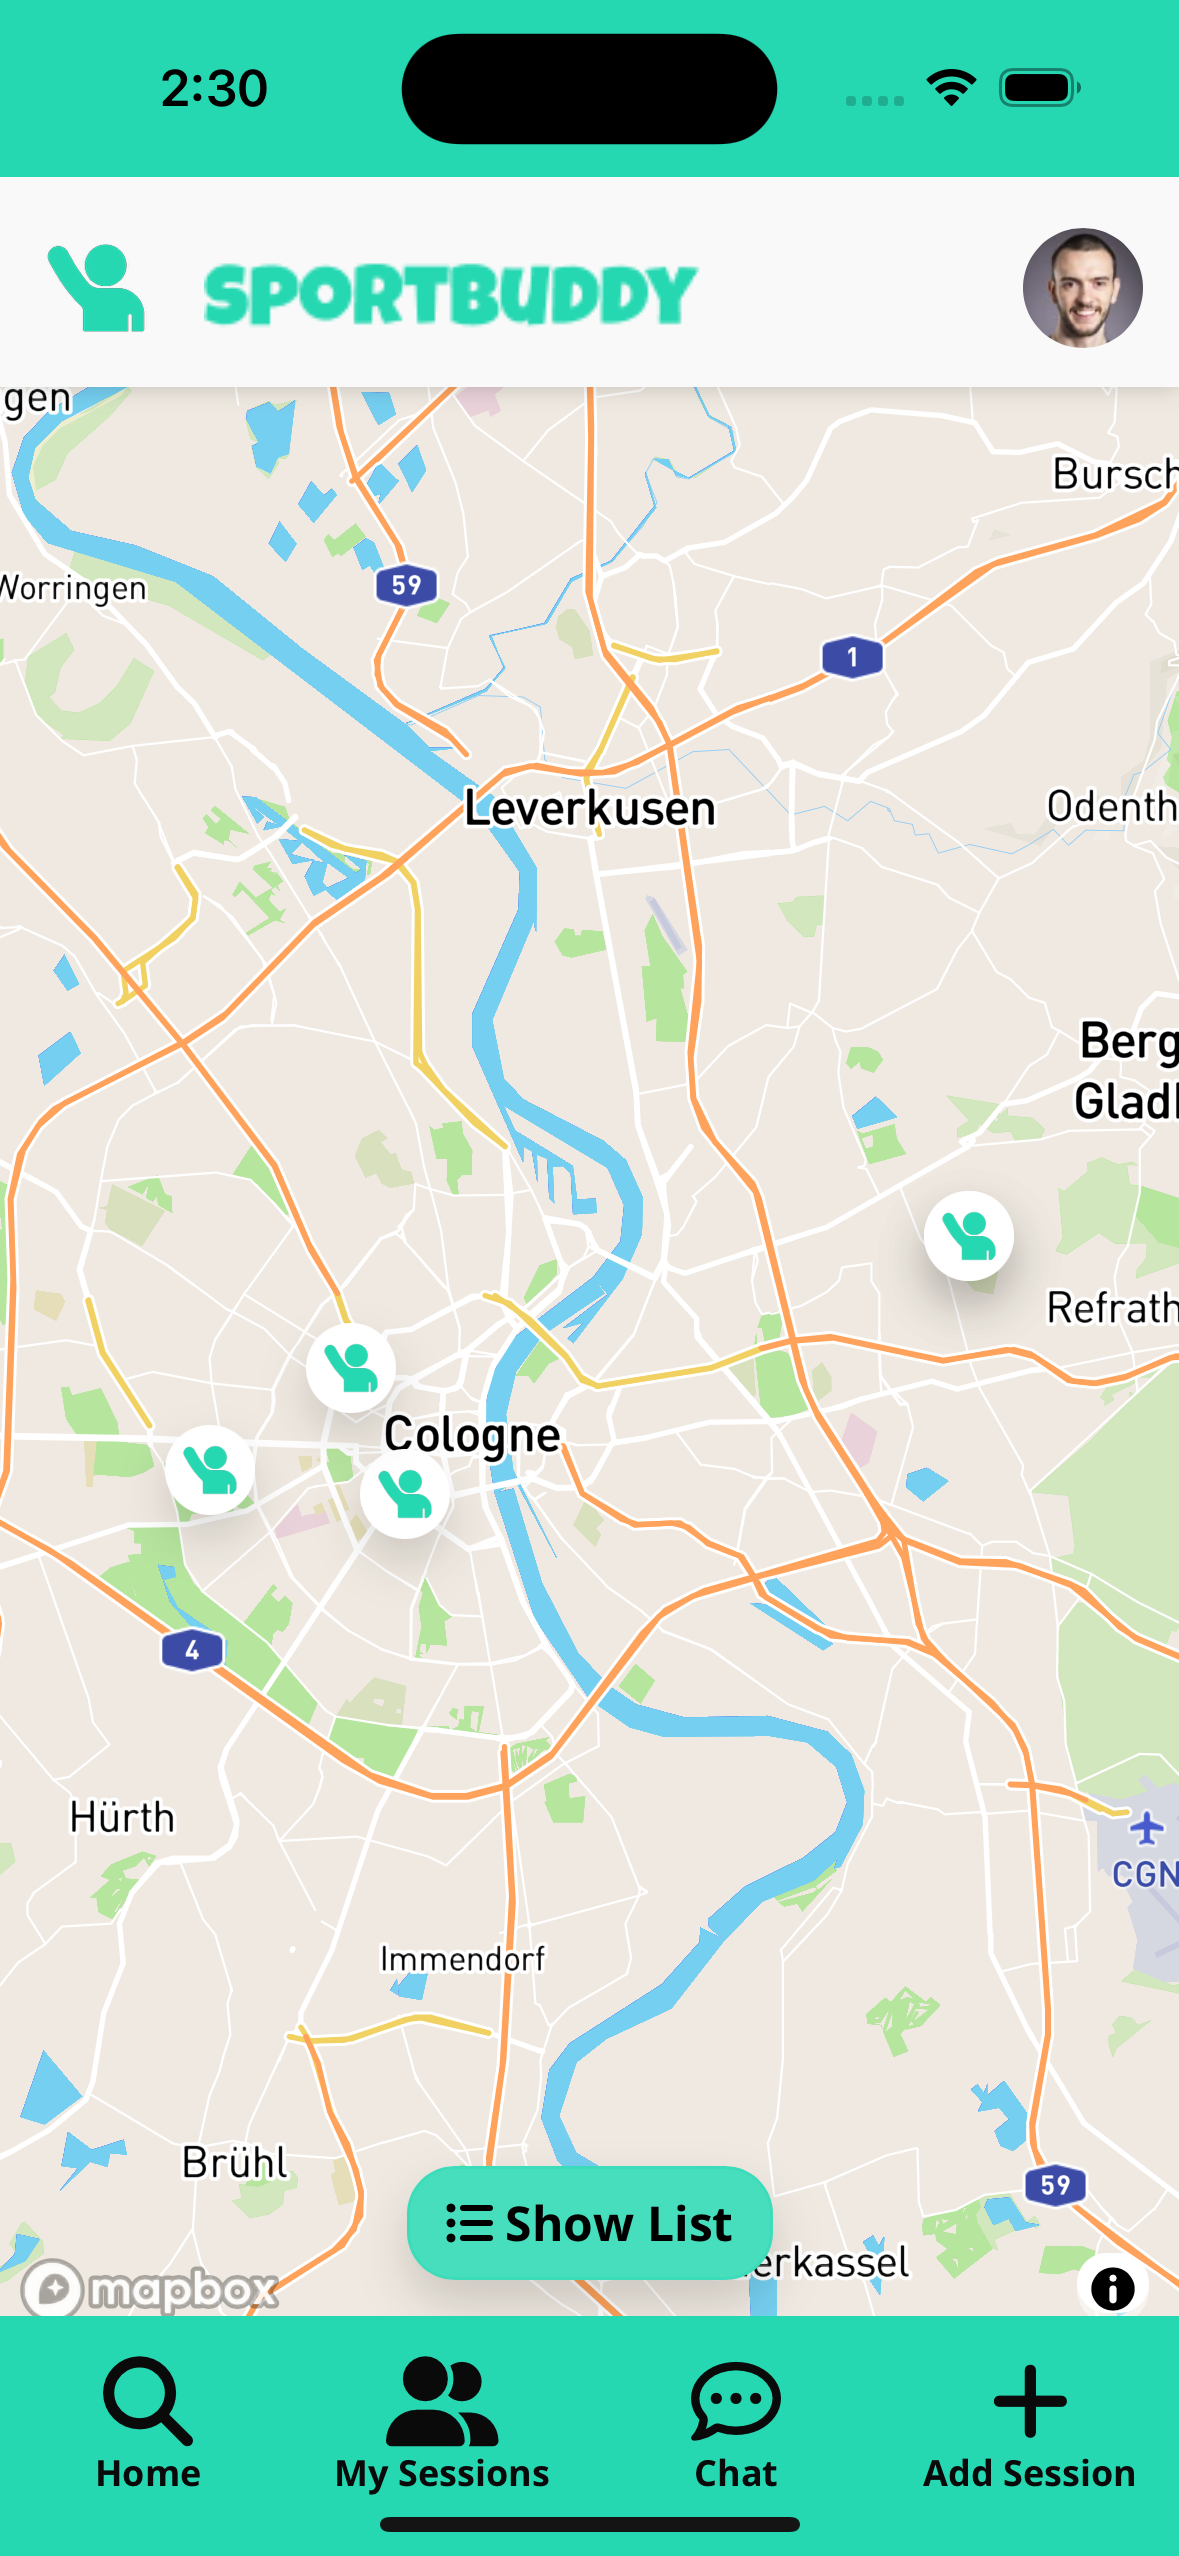 2:30
SPORTBUDDY
gen
Bursch
Worringen
59
1
Leverkusen
Odenth
Berg
Gladb
Refrath
Cologne
4
Hürth
CGN
Immendorf
Brühl
59
Show List
erkassel
mapbox
Home
My Sessions
Chat
Add Session